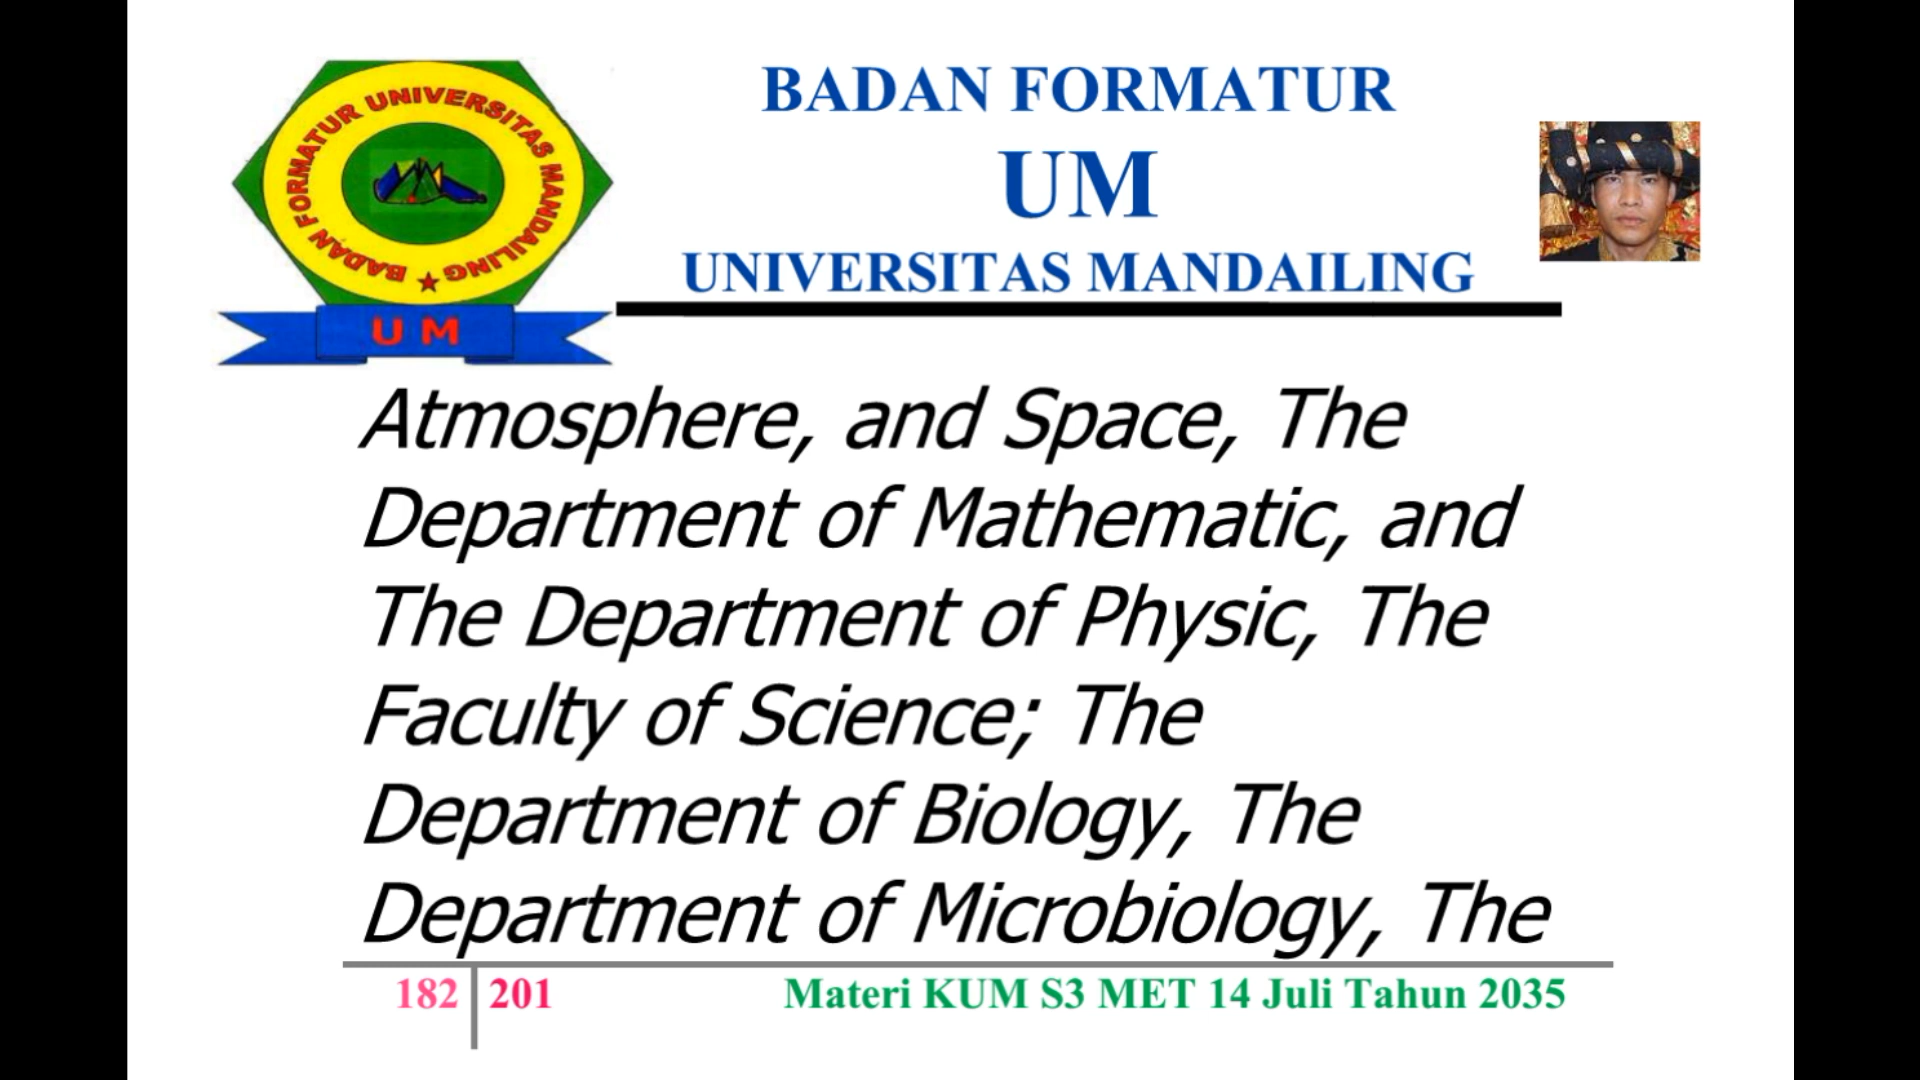 BADAN FORMATUR UNIVERSITAS MANDAILING
U M
BADAN FORMATUR
UM
UNIVERSITAS MANDAILING
Atmosphere, and Space, The
Department of Mathematic, and
The Department of Physic, The
Faculty of Science; The
Department of Biology, The
Department of Microbiology, The
182 201 Materi KUM S3 MET 14 Juli Tahun 2035